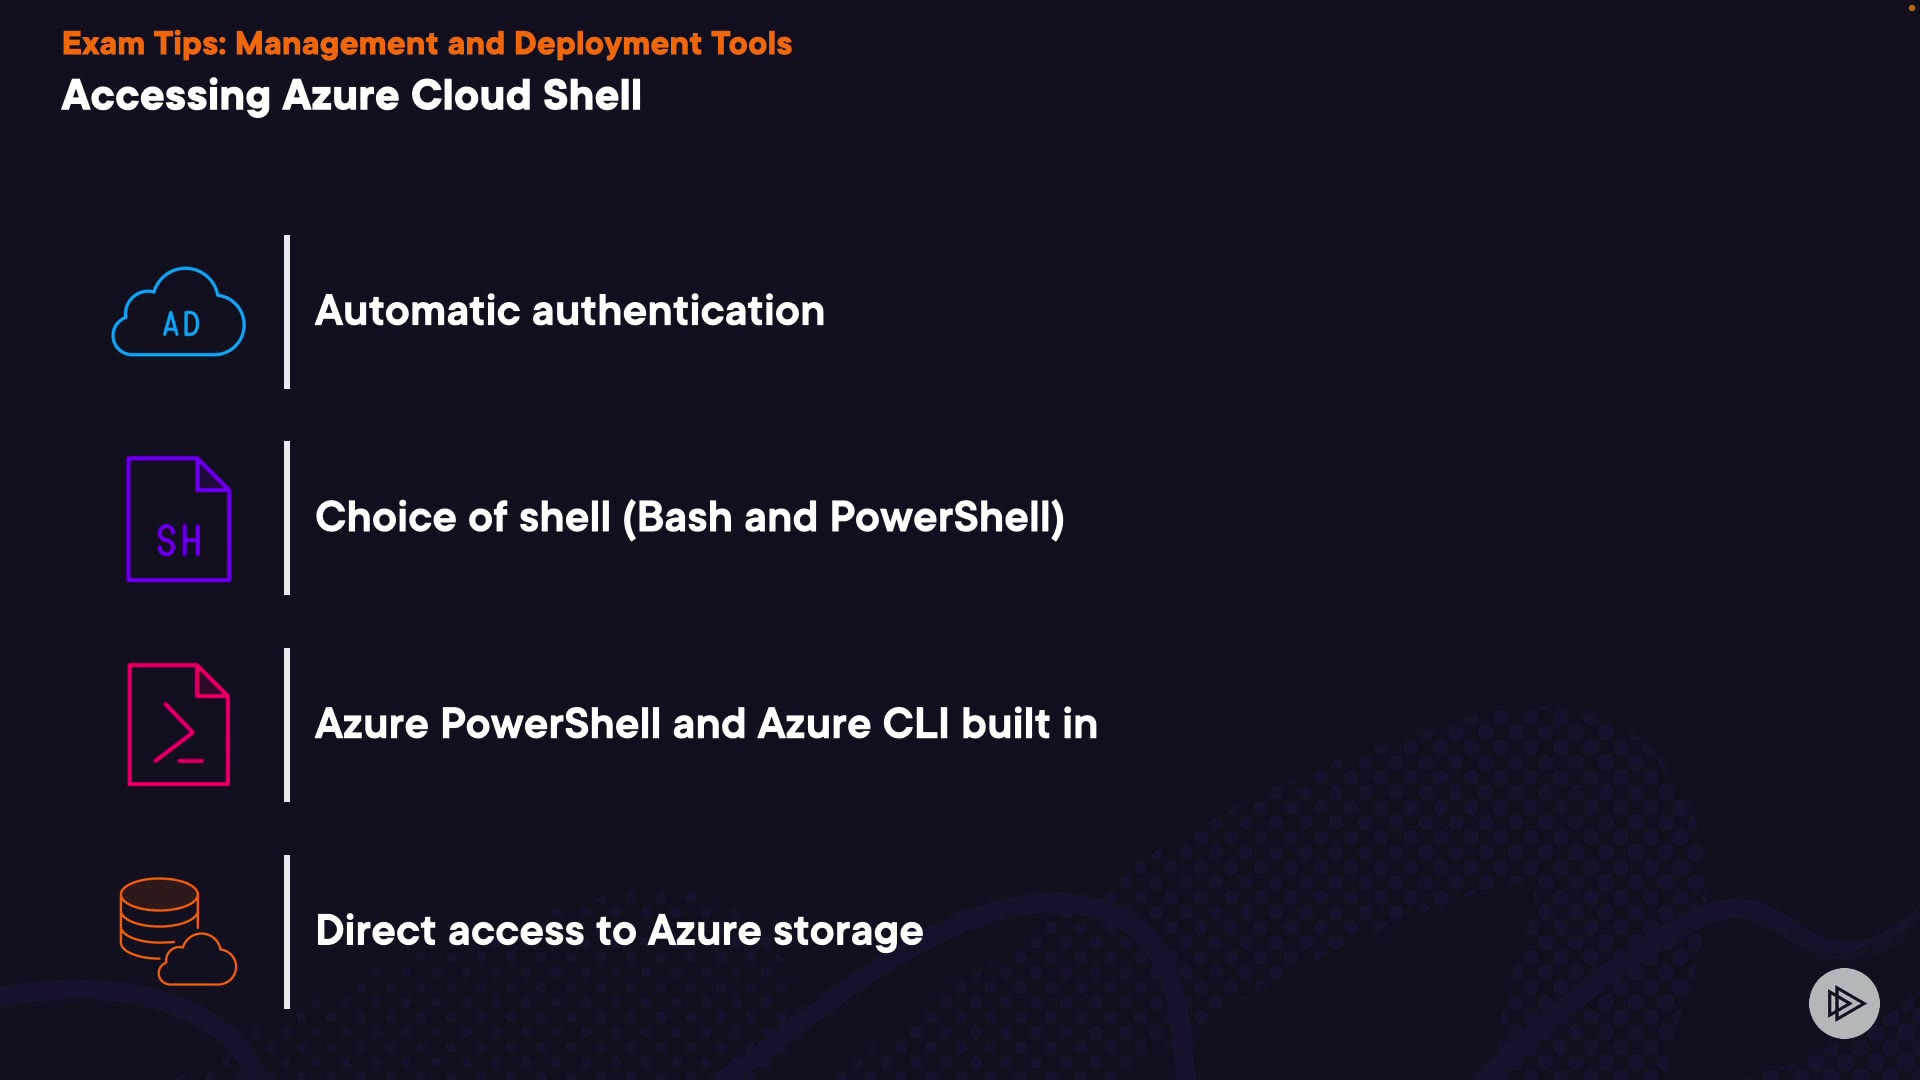 Exam Tips: Management and Deployment Tools
Accessing Azure Cloud Shell
AD
Automatic authentication
SH
Choice of shell (Bash and PowerShell)
Azure PowerShell and Azure CLI built in
Direct access to Azure storage